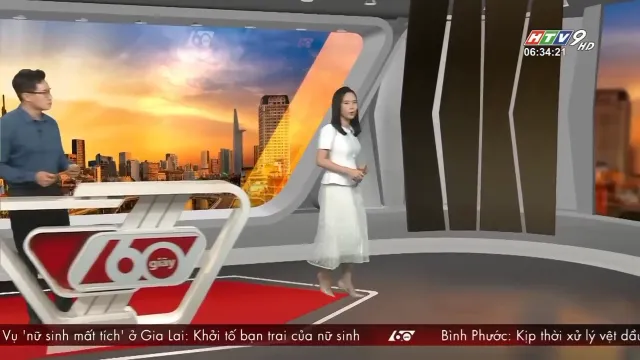 HTV9 HD
06:34:21
60 giây
Vụ 'nữ sinh mất tích' ở Gia Lai: Khởi tố bạn trai của nữ sinh 60 Bình Phước: Kịp thời xử lý vệt dầu